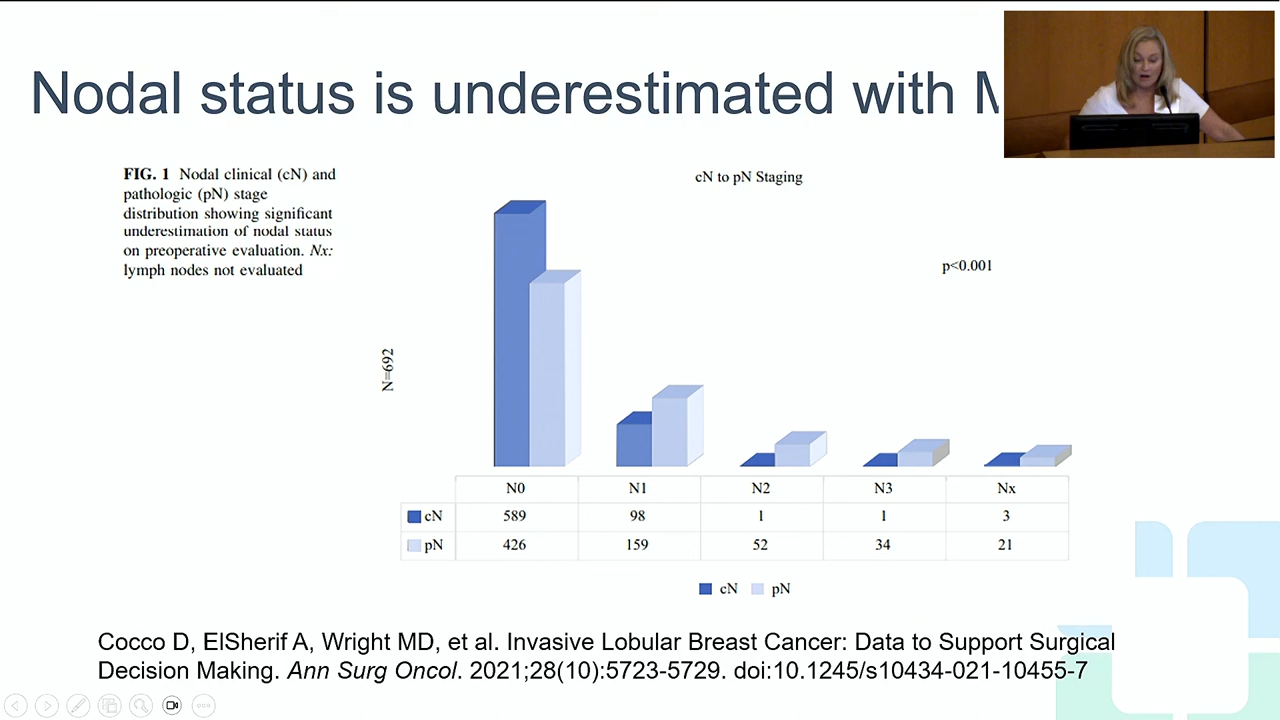 Nodal status is underestimated with
FIG. 1 Nodal clinical (cN) and
pathologic (pN) stage
distribution showing significant
underestimation of nodal status
on preoperative evaluation. Nx:
lymph nodes not evaluated
cN to pN Staging
p<0.001
N=692
N0 N1 N2 N3 Nx
cN 589 98 1 1 3
pN 426 159 52 34 21
cN pN
Cocco D, ElSherif A, Wright MD, et al. Invasive Lobular Breast Cancer: Data to Support Surgical
Decision Making. Ann Surg Oncol. 2021;28(10):5723-5729. doi:10.1245/s10434-021-10455-7